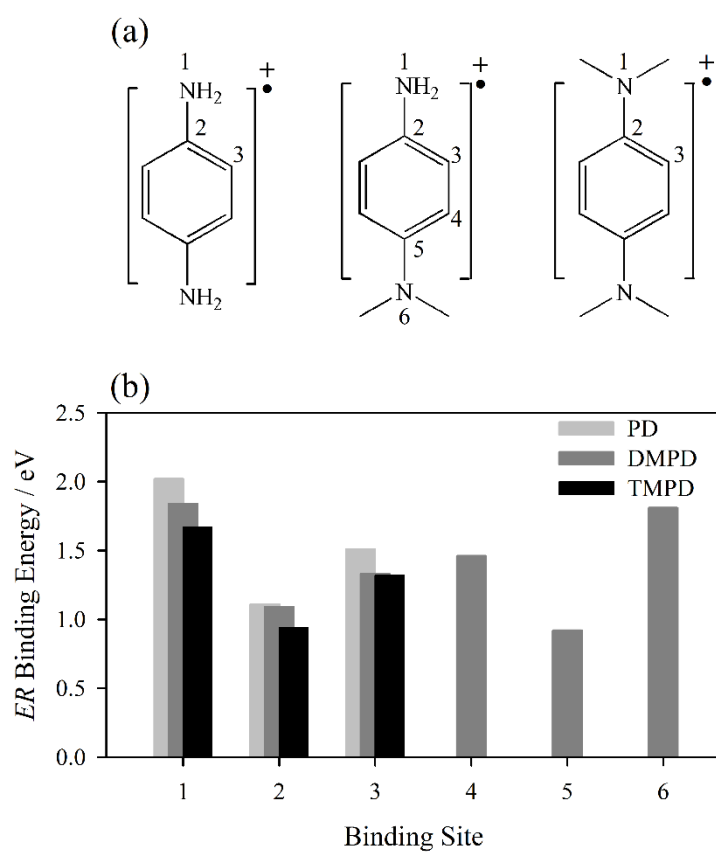 (a)
1
NH₂
2
3
NH₂
+
•
1
NH₂
2
3
4
5
N
6
+
•
1
N
2
3
N
+
•
(b)
ER Binding Energy / eV
2.5
2.0
1.5
1.0
0.5
0.0
PD
DMPD
TMPD
1 2 3 4 5 6
Binding Site